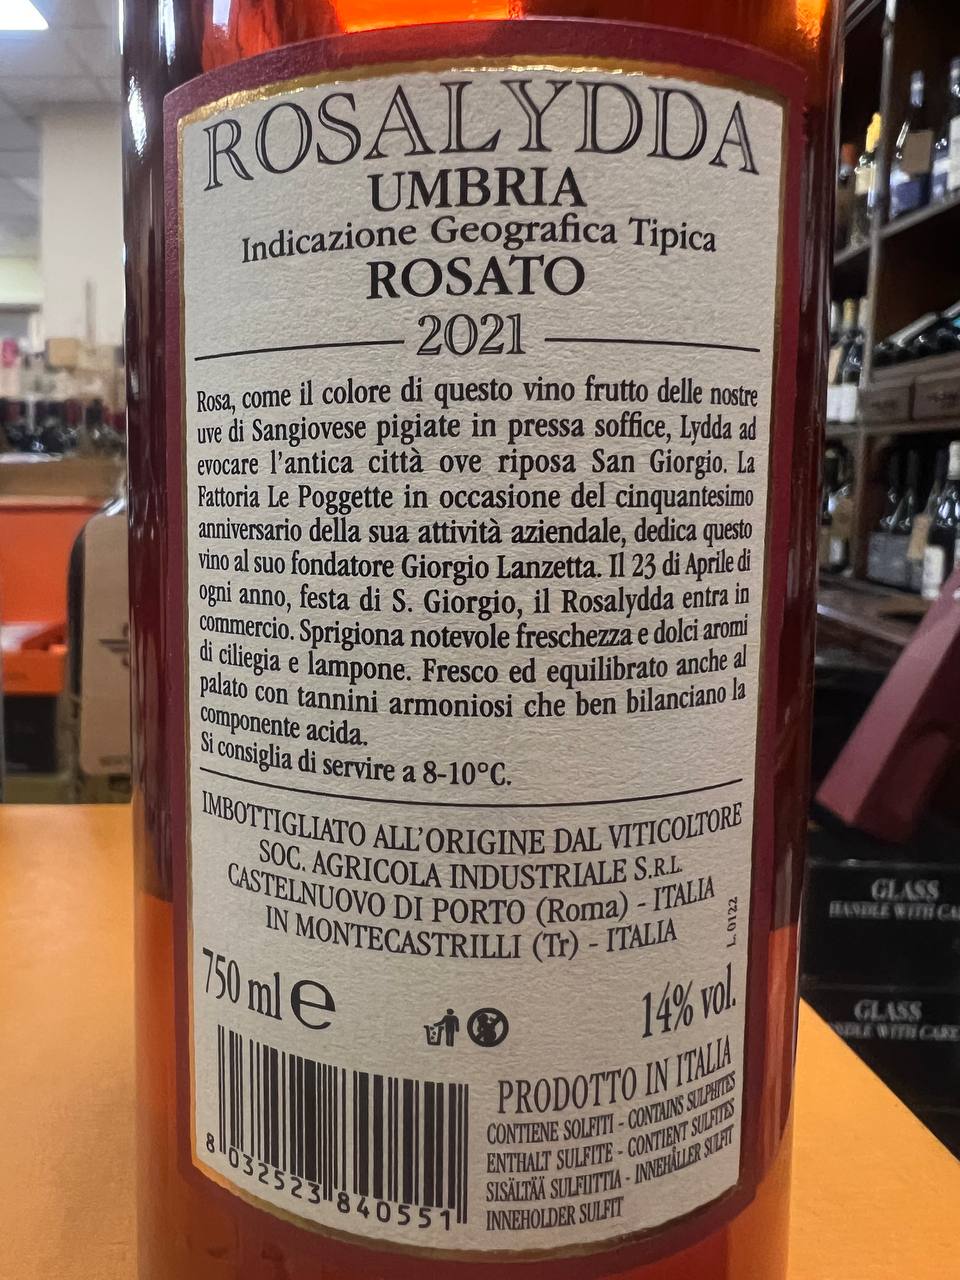 ROSALYDDA
UMBRIA
Indicazione Geografica Tipica
ROSATO
2021
Rosa, come il colore di questo vino frutto delle nostre
uve di Sangiovese pigiate in pressa soffice, Lydda ad
evocare l'antica città ove riposa San Giorgio. La
Fattoria Le Poggette in occasione del cinquantesimo
anniversario della sua attività aziendale, dedica questo
vino al suo fondatore Giorgio Lanzetta. Il 23 di Aprile di
ogni anno, festa di S. Giorgio, il Rosalydda entra in
commercio. Sprigiona notevole freschezza e dolci aromi
di ciliegia e lampone. Fresco ed equilibrato anche al
palato con tannini armoniosi che ben bilanciano la
componente acida.
Si consiglia di servire a 8-10°C.
IMBOTTIGLIATO ALL'ORIGINE DAL VITICOLTORE
SOC. AGRICOLA INDUSTRIALE S.R.L.
CASTELNUOVO DI PORTO (Roma) - ITALIA
IN MONTECASTRILLI (Tr) - ITALIA
L. 0122
750 ml e
14% vol.
PRODOTTO IN ITALIA
CONTIENE SOLFITI - CONTAINS SULPHITES
ENTHALT SULFITE - CONTIENT SULFITES
SISÄLTÄÄ SULFIITTIA - INNEHÅLLER SULFIT
INNEHOLDER SULFIT
8 032523 840551
GLASS
HANDLE WITH CA
GLASS
HANDLE WITH CARE